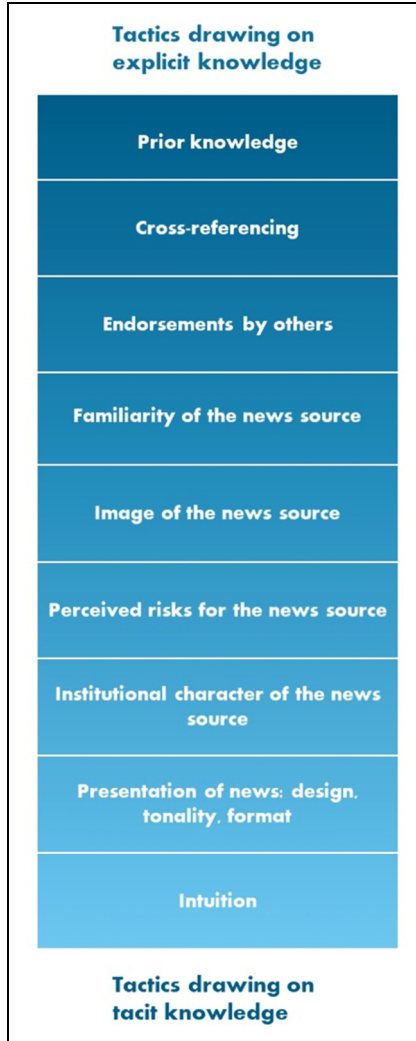 Tactics drawing on
explicit knowledge
Prior knowledge
Cross-referencing
Endorsements by others
Familiarity of the news source
Image of the news source
Perceived risks for the news source
Institutional character of the news
source
Presentation of news: design,
tonality, format
Intuition
Tactics drawing on
tacit knowledge